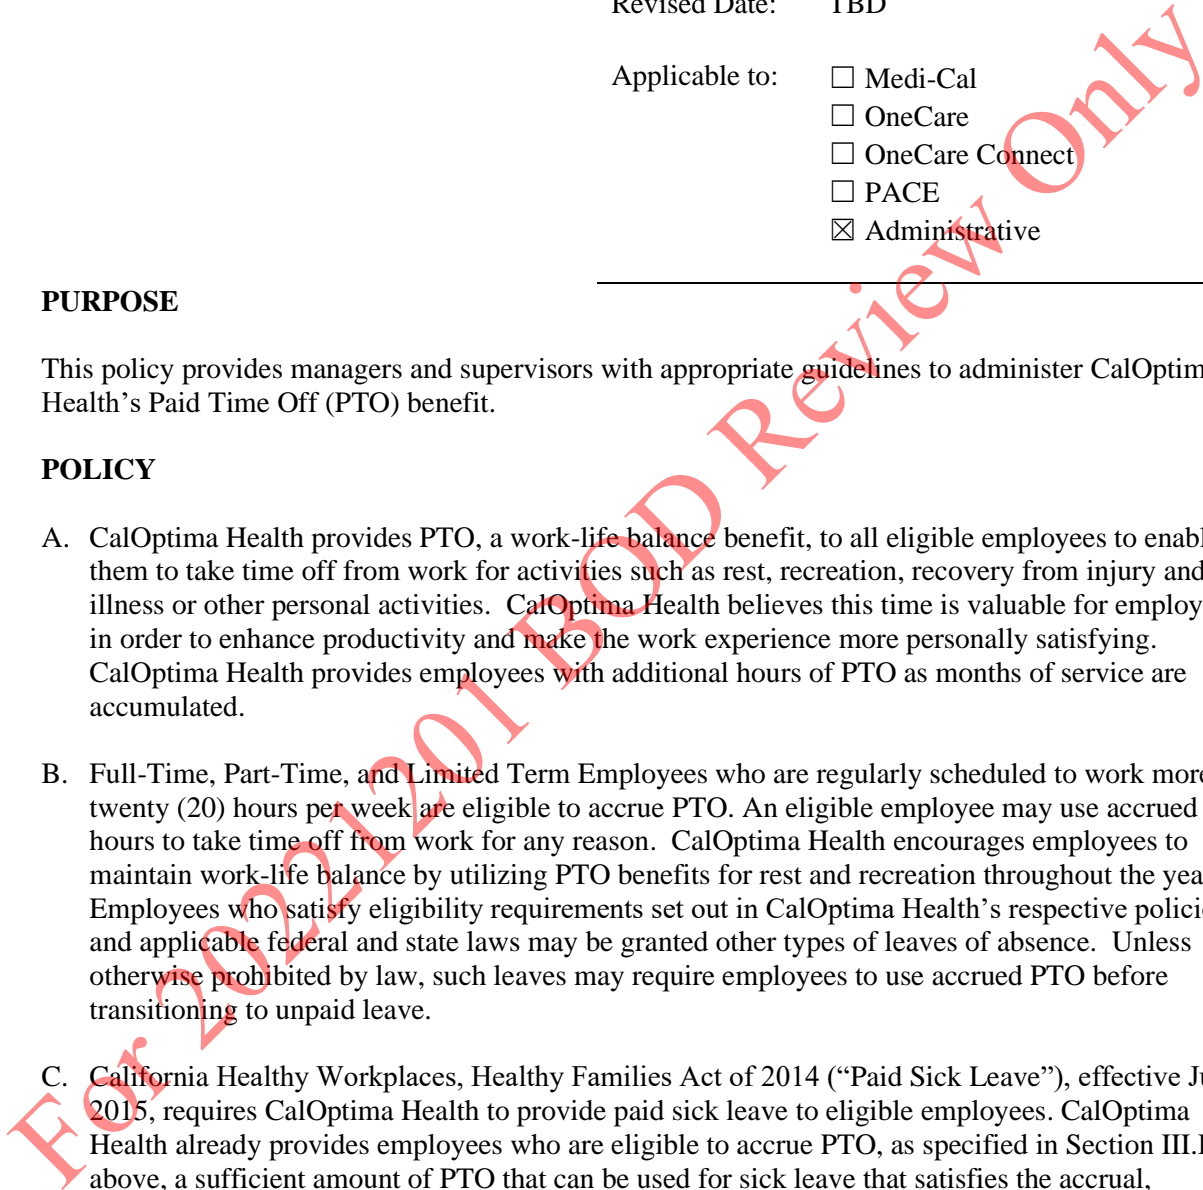 Revised Date: TBD
Applicable to: ☐ Medi-Cal
☐ OneCare
☐ OneCare Connect
☐ PACE
☒ Administrative
PURPOSE
This policy provides managers and supervisors with appropriate guidelines to administer CalOptim
Health’s Paid Time Off (PTO) benefit.
POLICY
A. CalOptima Health provides PTO, a work-life balance benefit, to all eligible employees to enabl
them to take time off from work for activities such as rest, recreation, recovery from injury and
illness or other personal activities. CalOptima Health believes this time is valuable for employ
in order to enhance productivity and make the work experience more personally satisfying.
CalOptima Health provides employees with additional hours of PTO as months of service are
accumulated.
B. Full-Time, Part-Time, and Limited Term Employees who are regularly scheduled to work more
twenty (20) hours per week are eligible to accrue PTO. An eligible employee may use accrued
hours to take time off from work for any reason. CalOptima Health encourages employees to
maintain work-life balance by utilizing PTO benefits for rest and recreation throughout the yea
Employees who satisfy eligibility requirements set out in CalOptima Health’s respective polici
and applicable federal and state laws may be granted other types of leaves of absence. Unless
otherwise prohibited by law, such leaves may require employees to use accrued PTO before
transitioning to unpaid leave.
C. California Healthy Workplaces, Healthy Families Act of 2014 (“Paid Sick Leave”), effective Ju
2015, requires CalOptima Health to provide paid sick leave to eligible employees. CalOptima
Health already provides employees who are eligible to accrue PTO, as specified in Section III.
above, a sufficient amount of PTO that can be used for sick leave that satisfies the accrual,
For 20221201 BOD Review Only